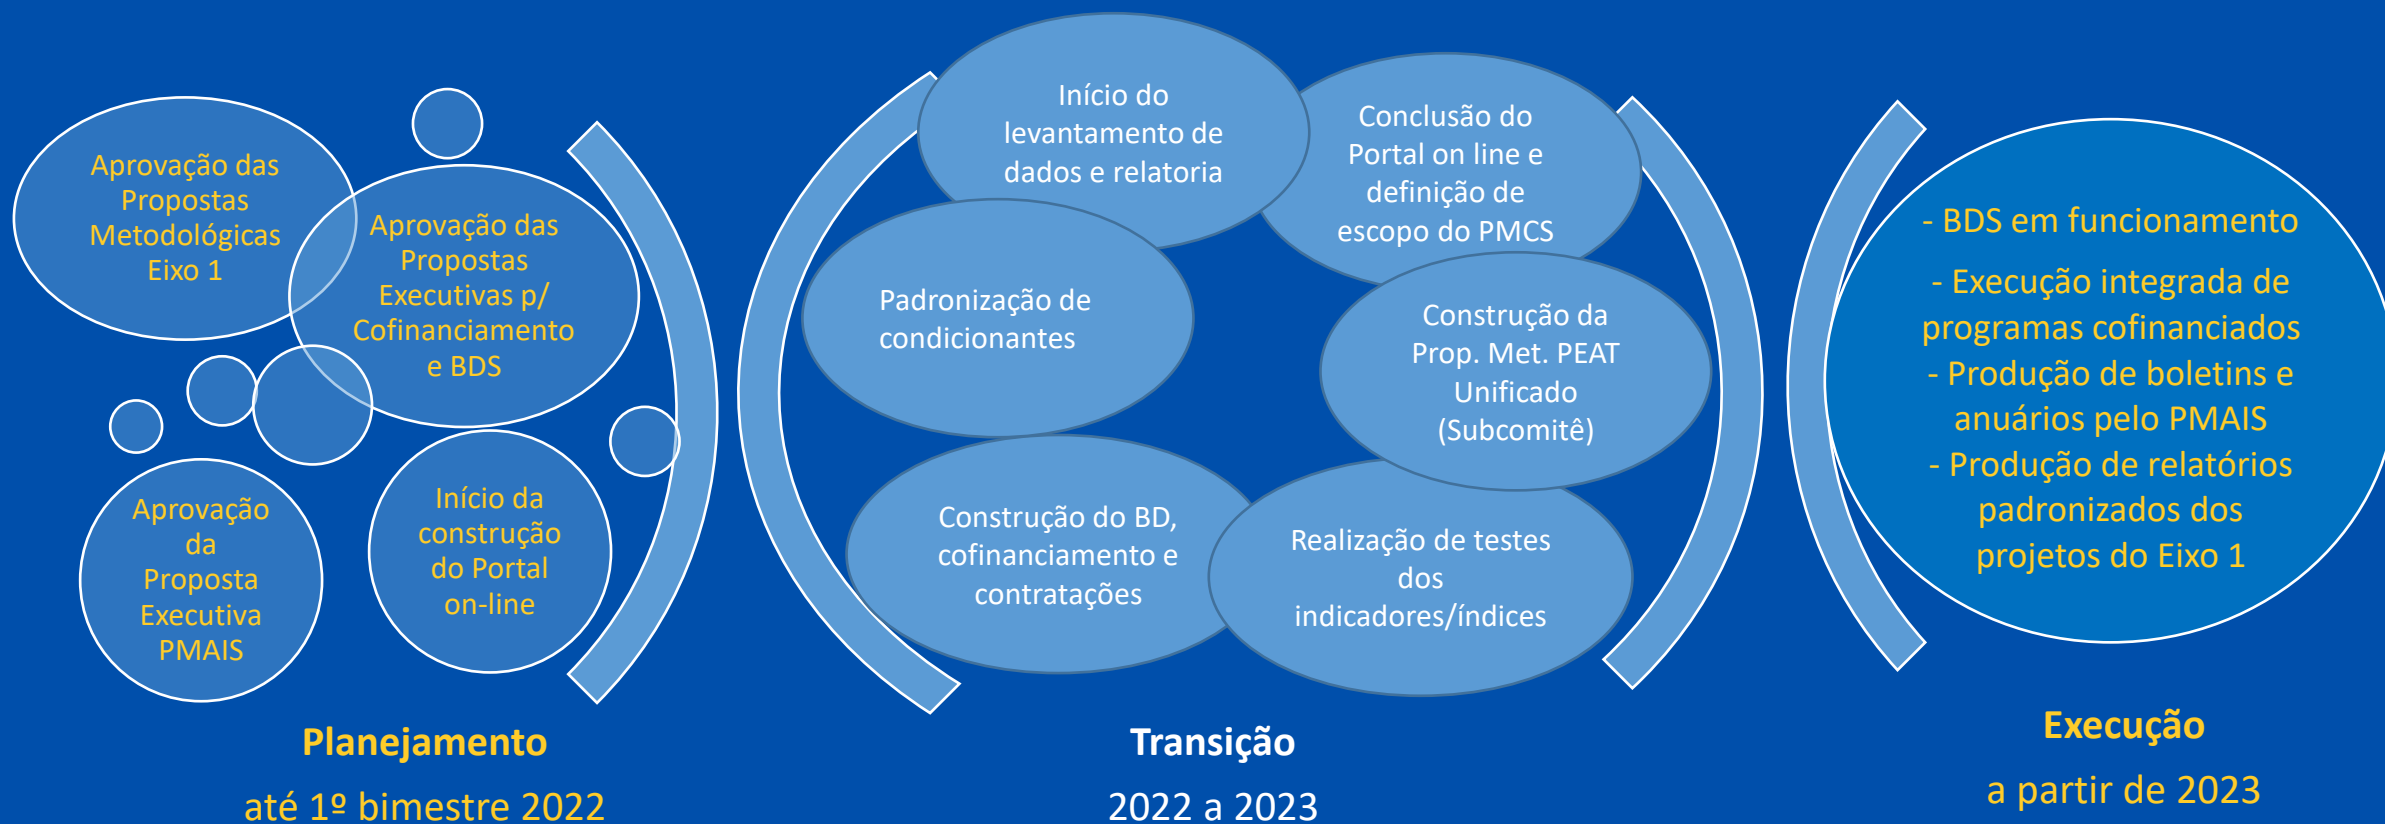 Aprovação das
Propostas
Metodológicas
Eixo 1
Aprovação das
Propostas
Executivas p/
Cofinanciamento
e BDS
Aprovação
da
Proposta
Executiva
PMAIS
Início da
construção
do Portal
on-line
Planejamento
até 1º bimestre 2022
Início do
levantamento de
dados e relatoria
Conclusão do
Portal on line e
definição de
escopo do PMCS
Padronização de
condicionantes
Construção da
Prop. Met. PEAT
Unificado
(Subcomitê)
Construção do BD,
cofinanciamento e
contratações
Realização de testes
dos
indicadores/índices
Transição
2022 a 2023
- BDS em funcionamento
- Execução integrada de
programas cofinanciados
- Produção de boletins e
anuários pelo PMAIS
- Produção de relatórios
padronizados dos
projetos do Eixo 1
Execução
a partir de 2023